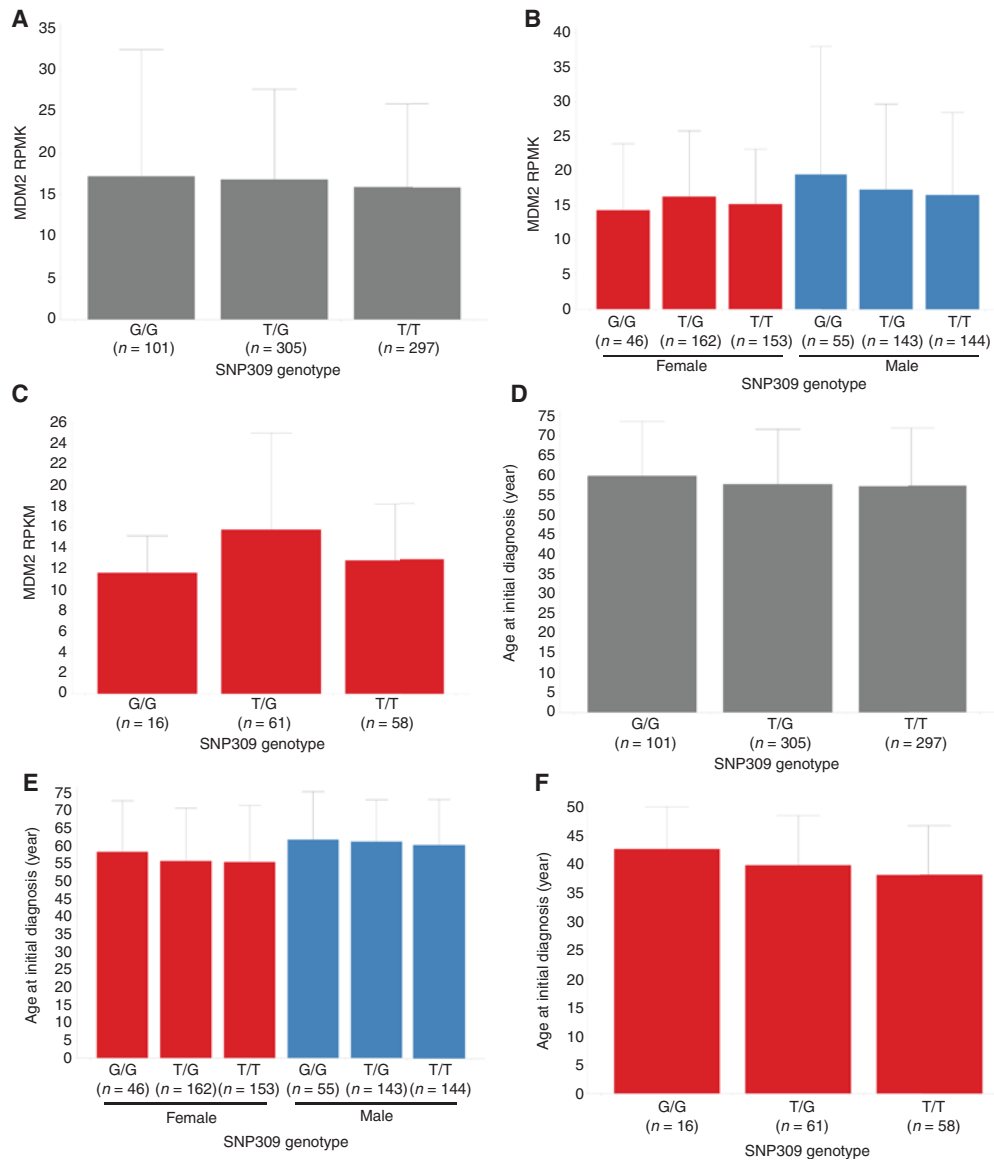 A
MDM2 RPMK
35
30
25
20
15
10
5
0
G/G T/G T/T
(n = 101) (n = 305) (n = 297)
SNP309 genotype
B
MDM2 RPMK
40
35
30
25
20
15
10
5
0
G/G T/G T/T G/G T/G T/T
(n = 46) (n = 162) (n = 153) (n = 55) (n = 143) (n = 144)
Female Male
SNP309 genotype
C
MDM2 RPKM
26
24
22
20
18
16
14
12
10
8
6
4
2
0
G/G T/G T/T
(n = 16) (n = 61) (n = 58)
SNP309 genotype
D
Age at initial diagnosis (year)
75
70
65
60
55
50
45
40
35
30
25
20
15
10
5
0
G/G T/G T/T
(n = 101) (n = 305) (n = 297)
SNP309 genotype
E
Age at initial diagnosis (year)
75
70
65
60
55
50
45
40
35
30
25
20
15
10
5
0
G/G T/G T/T G/G T/G T/T
(n = 46) (n = 162) (n = 153) (n = 55) (n = 143) (n = 144)
Female Male
SNP309 genotype
F
Age at initial diagnosis (year)
50
45
40
35
30
25
20
15
10
5
0
G/G T/G T/T
(n = 16) (n = 61) (n = 58)
SNP309 genotype